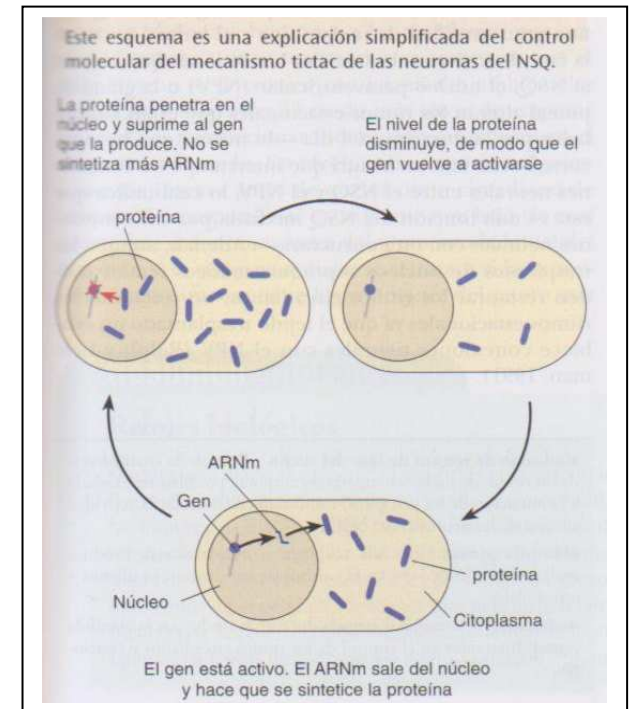 Este esquema es una explicación simplificada del control
molecular del mecanismo tictac de las neuronas del NSQ.
La proteína penetra en el
núcleo y suprime al gen
que la produce. No se
sintetiza más ARNm
El nivel de la proteína
disminuye, de modo que el
gen vuelve a activarse
proteína
ARNm
Gen
Núcleo
proteína
Citoplasma
El gen está activo. El ARNm sale del núcleo
y hace que se sintetice la proteína